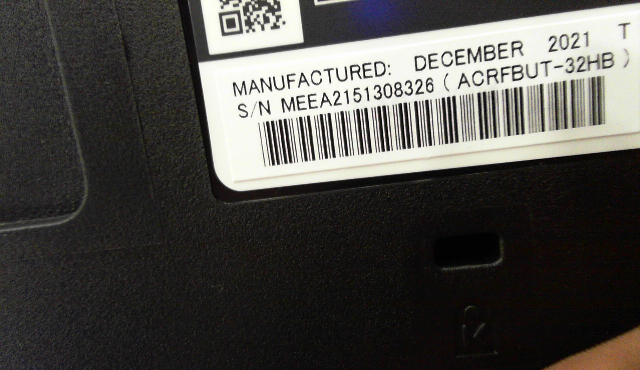 MANUFACTURED: DECEMBER 2021 T
S/N MEEA2151308326 ( ACRFBUT-32HB )